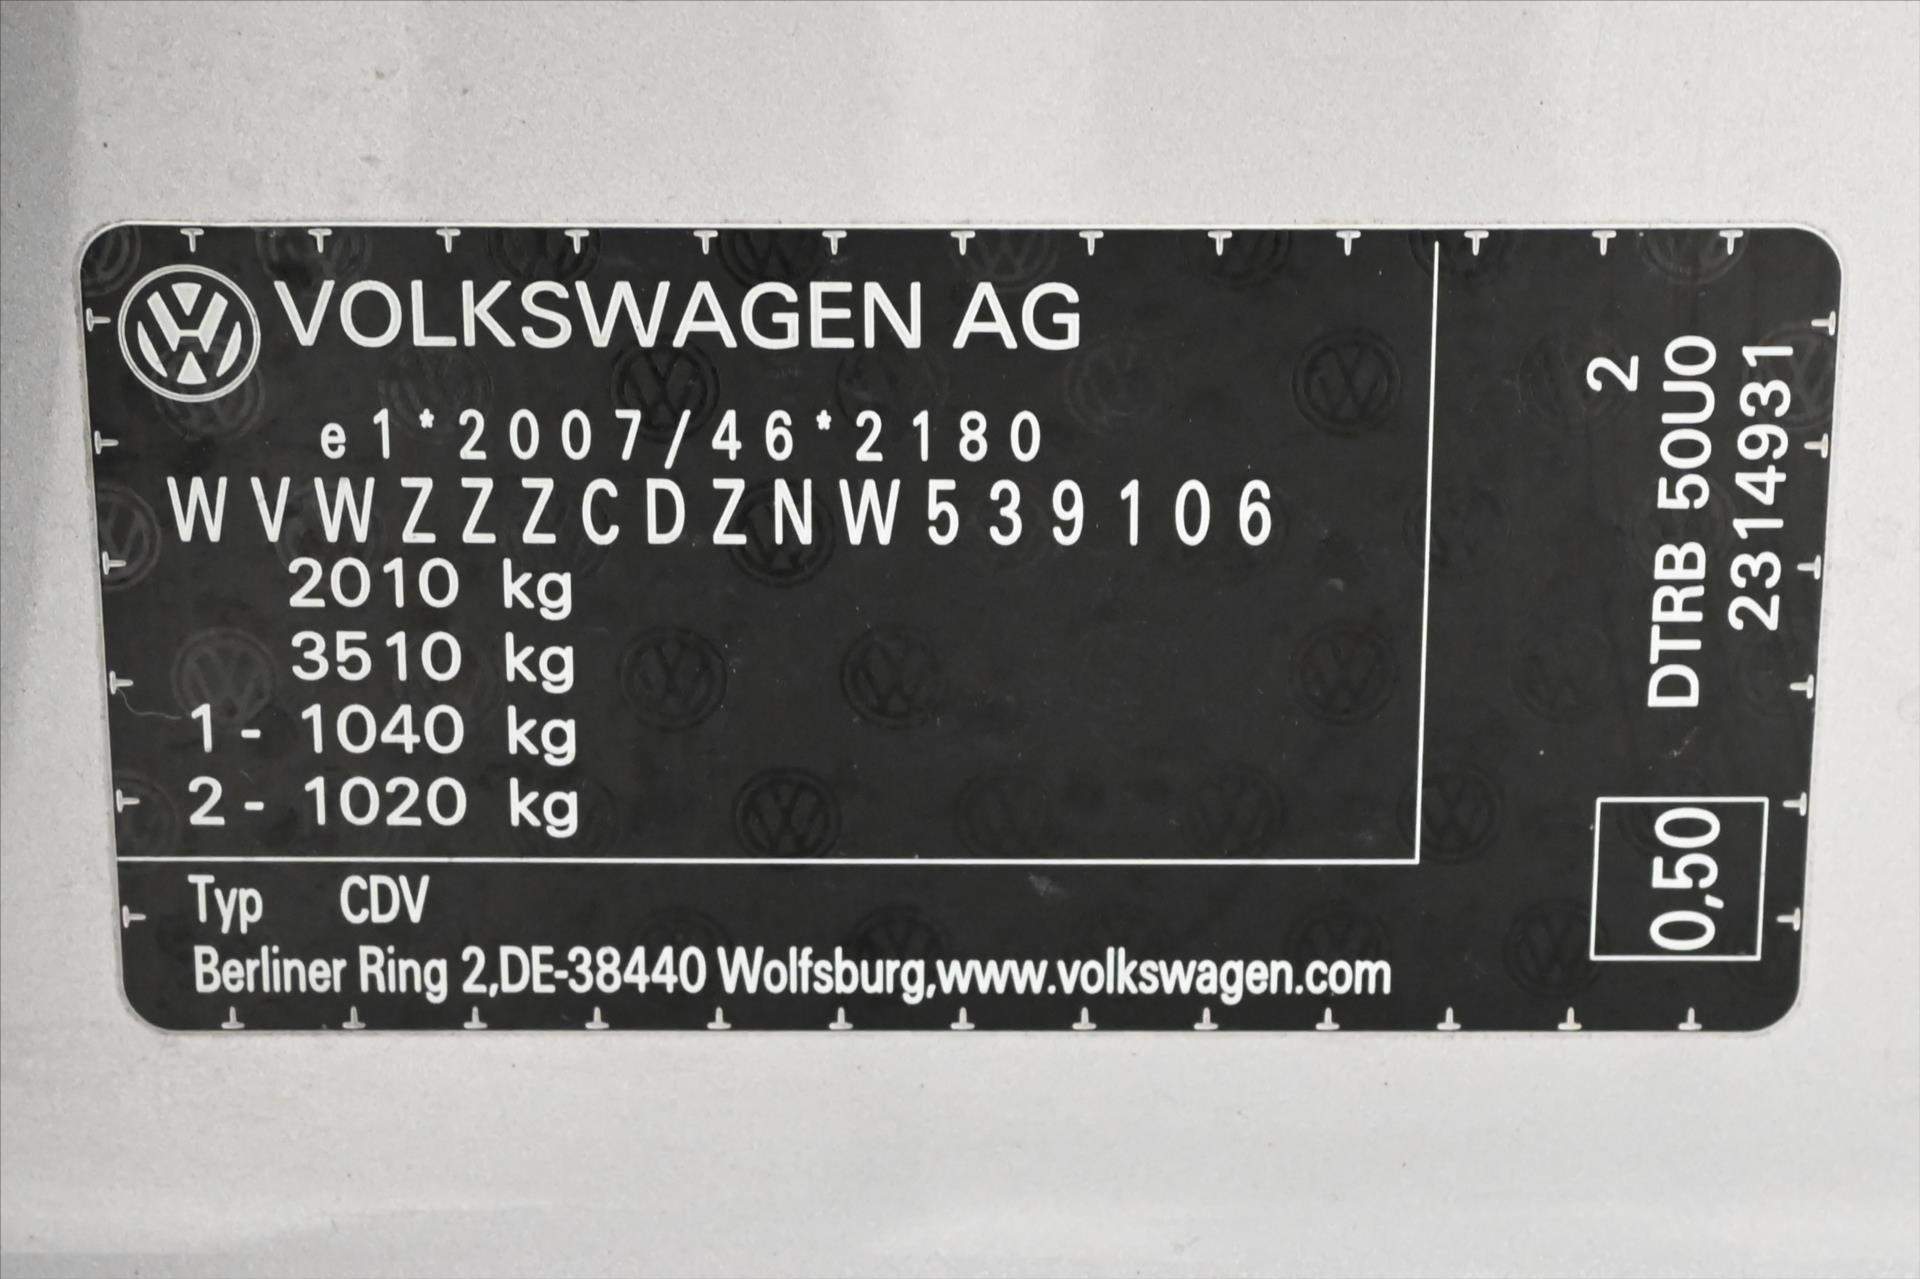 VOLKSWAGEN AG
e1*2007/46*2180
WVWZZZCDZNW539106
2010 kg
3510 kg
1- 1040 kg
2- 1020 kg
Typ CDV
Berliner Ring 2,DE-38440 Wolfsburg,www.volkswagen.com
2
DTRB 50U0
2314931
0,50